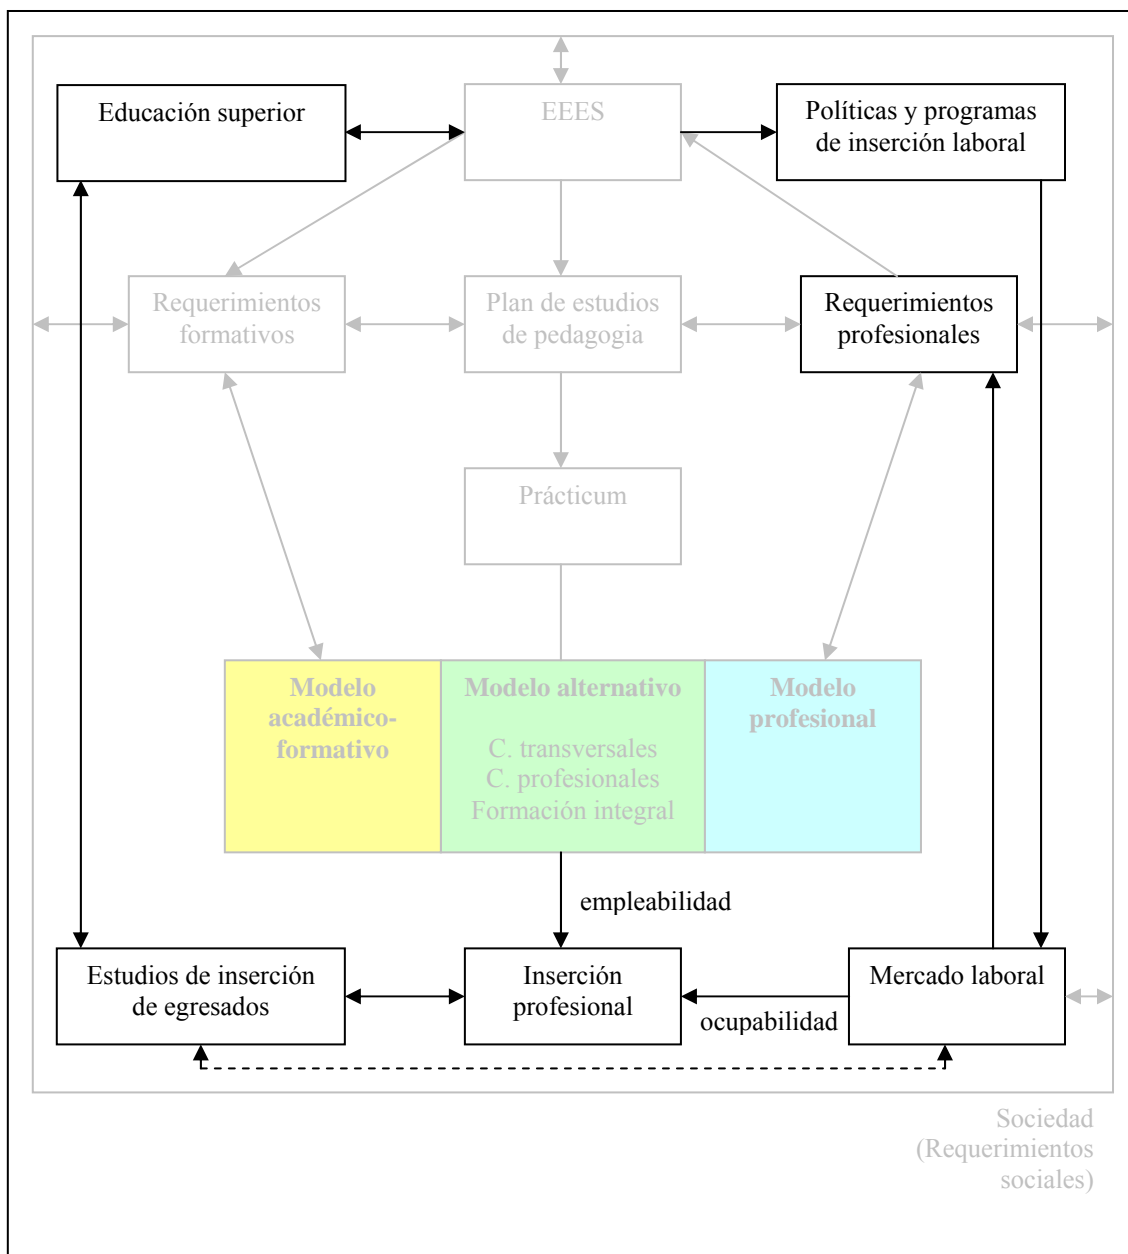 Educación superior
EEES
Políticas y programas
de inserción laboral
Requerimientos
formativos
Plan de estudios
de pedagogia
Requerimientos
profesionales
Prácticum
Modelo
académico-
formativo
Modelo alternativo
C. transversales
C. profesionales
Formación integral
Modelo
profesional
empleabilidad
Estudios de inserción
de egresados
Inserción
profesional
ocupabilidad
Mercado laboral
Sociedad
(Requerimientos
sociales)